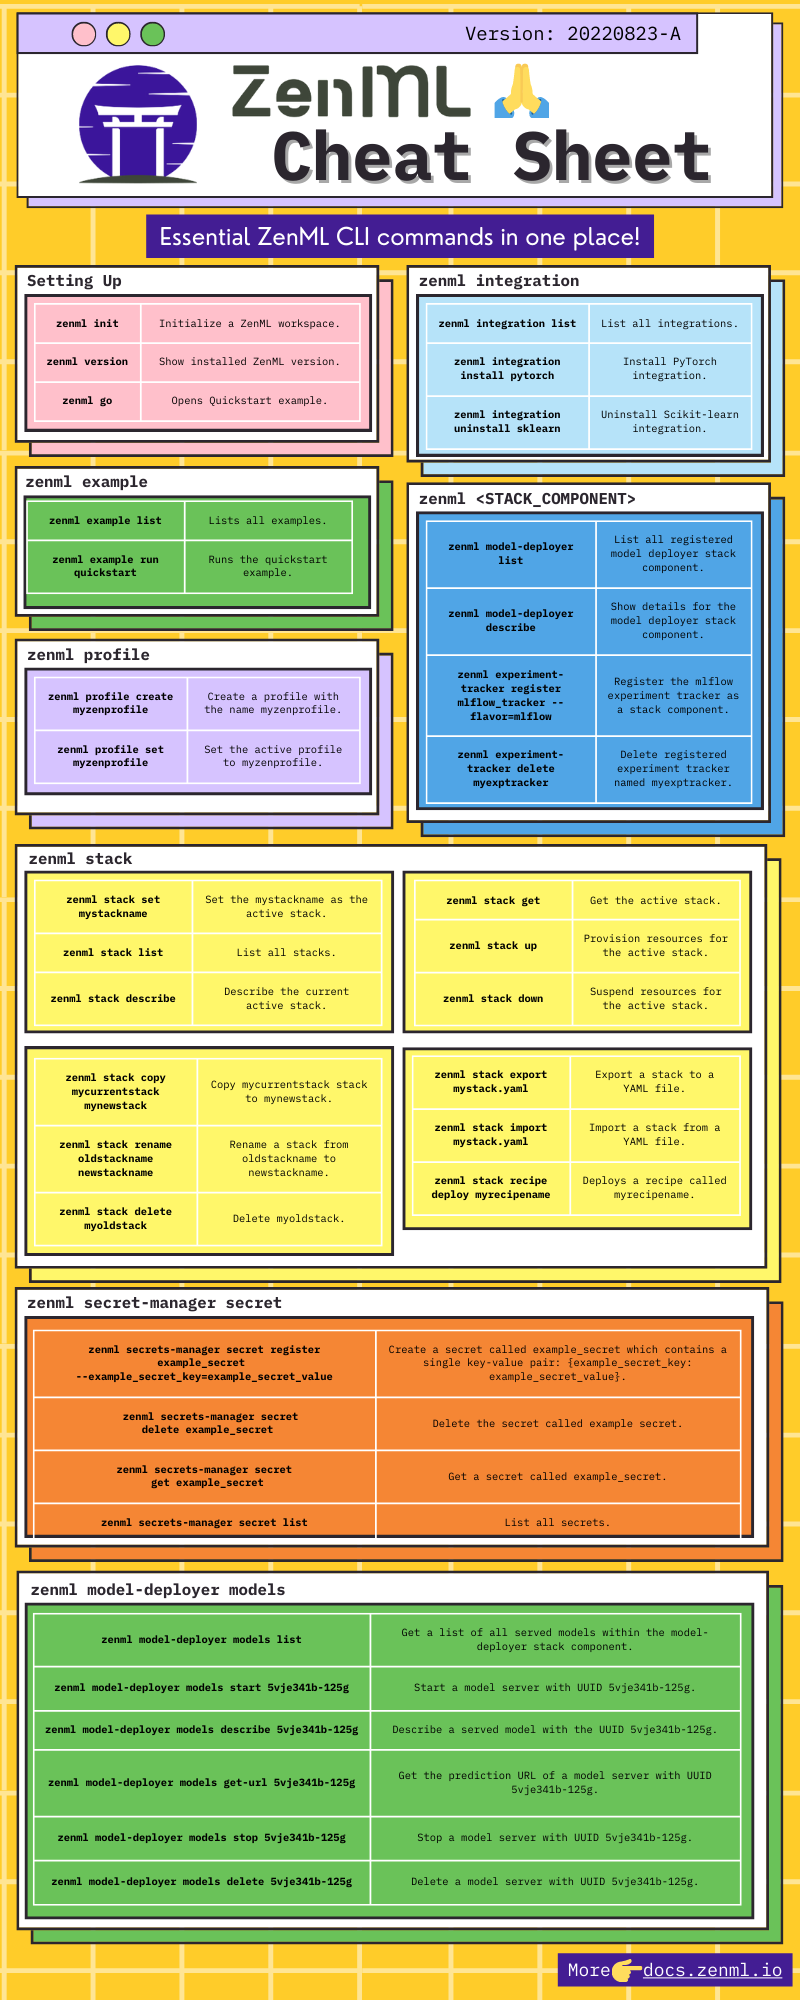 Version: 20220823-A
ZenML
Cheat Sheet
Essential ZenML CLI commands in one place!
Setting Up
zenml init
Initialize a ZenML workspace.
zenml version
Show installed ZenML version.
zenml go
Opens Quickstart example.
zenml integration
zenml integration list
List all integrations.
zenml integration
install pytorch
Install PyTorch
integration.
zenml integration
uninstall sklearn
Uninstall Scikit-learn
integration.
zenml example
zenml example list
Lists all examples.
zenml example run
quickstart
Runs the quickstart
example.
zenml <STACK_COMPONENT>
zenml model-deployer
list
List all registered
model deployer stack
component.
zenml model-deployer
describe
Show details for the
model deployer stack
component.
zenml experiment-
tracker register
mlflow_tracker --
flavor=mlflow
Register the mlflow
experiment tracker as
a stack component.
zenml experiment-
tracker delete
myexptracker
Delete registered
experiment tracker
named myexptracker.
zenml profile
zenml profile create
myzenprofile
Create a profile with
the name myzenprofile.
zenml profile set
myzenprofile
Set the active profile
to myzenprofile.
zenml stack
zenml stack set
mystackname
Set the mystackname as the
active stack.
zenml stack list
List all stacks.
zenml stack describe
Describe the current
active stack.
zenml stack get
Get the active stack.
zenml stack up
Provision resources for
the active stack.
zenml stack down
Suspend resources for
the active stack.
zenml stack copy
mycurrentstack
mynewstack
Copy mycurrentstack stack
to mynewstack.
zenml stack rename
oldstackname
newstackname
Rename a stack from
oldstackname to
newstackname.
zenml stack delete
myoldstack
Delete myoldstack.
zenml stack export
mystack.yaml
Export a stack to a
YAML file.
zenml stack import
mystack.yaml
Import a stack from a
YAML file.
zenml stack recipe
deploy myrecipename
Deploys a recipe called
myrecipename.
zenml secret-manager secret
zenml secrets-manager secret register
example_secret
--example_secret_key=example_secret_value
Create a secret called example_secret which contains a
single key-value pair: {example_secret_key:
example_secret_value}.
zenml secrets-manager secret
delete example_secret
Delete the secret called example secret.
zenml secrets-manager secret
get example_secret
Get a secret called example_secret.
zenml secrets-manager secret list
List all secrets.
zenml model-deployer models
zenml model-deployer models list
Get a list of all served models within the model-
deployer stack component.
zenml model-deployer models start 5vje341b-125g
Start a model server with UUID 5vje341b-125g.
zenml model-deployer models describe 5vje341b-125g
Describe a served model with the UUID 5vje341b-125g.
zenml model-deployer models get-url 5vje341b-125g
Get the prediction URL of a model server with UUID
5vje341b-125g.
zenml model-deployer models stop 5vje341b-125g
Stop a model server with UUID 5vje341b-125g.
zenml model-deployer models delete 5vje341b-125g
Delete a model server with UUID 5vje341b-125g.
More docs.zenml.io